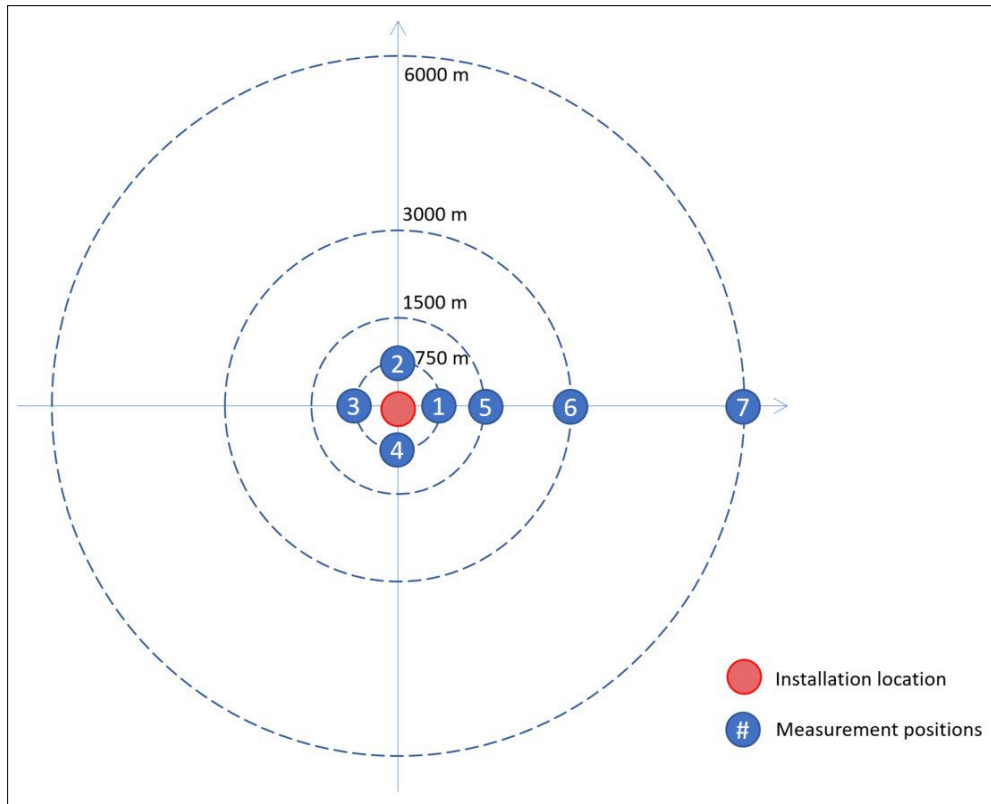 6000 m
3000 m
1500 m
750 m
2
3
1
5
6
7
4
Installation location
# Measurement positions